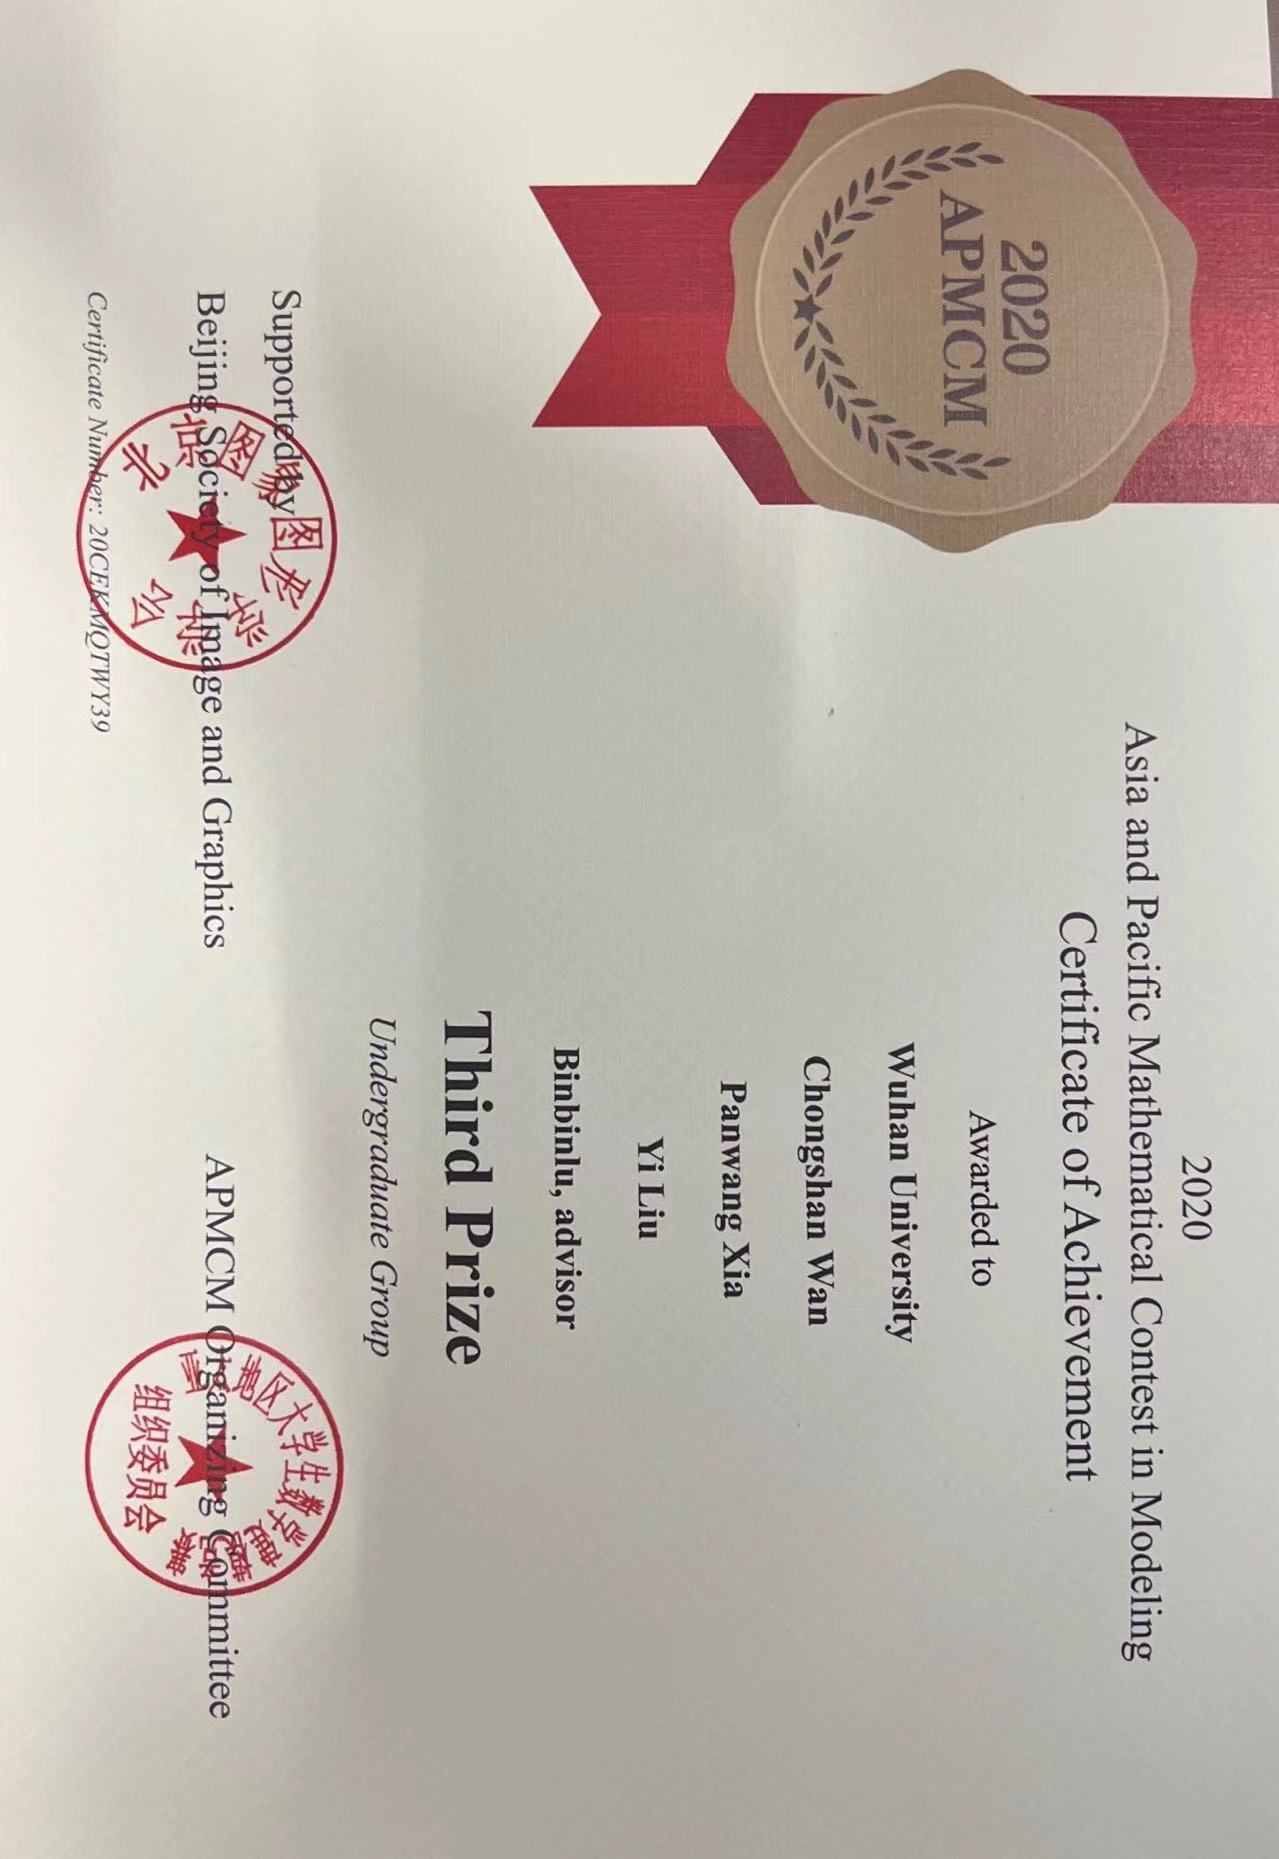 2020
APMCM
2020
Asia and Pacific Mathematical Contest in Modeling
Certificate of Achievement
Awarded to
Wuhan University
Chongshan Wan
Panwang Xia
Yi Liu
Binbinlu, advisor
Third Prize
Undergraduate Group
Supported by
Beijing Society of Image and Graphics
北京图象图形学学会
Certificate Number: 20CEKMQTWY39
APMCM Organizing Committee
亚太地区大学生数学建模竞赛
组织委员会